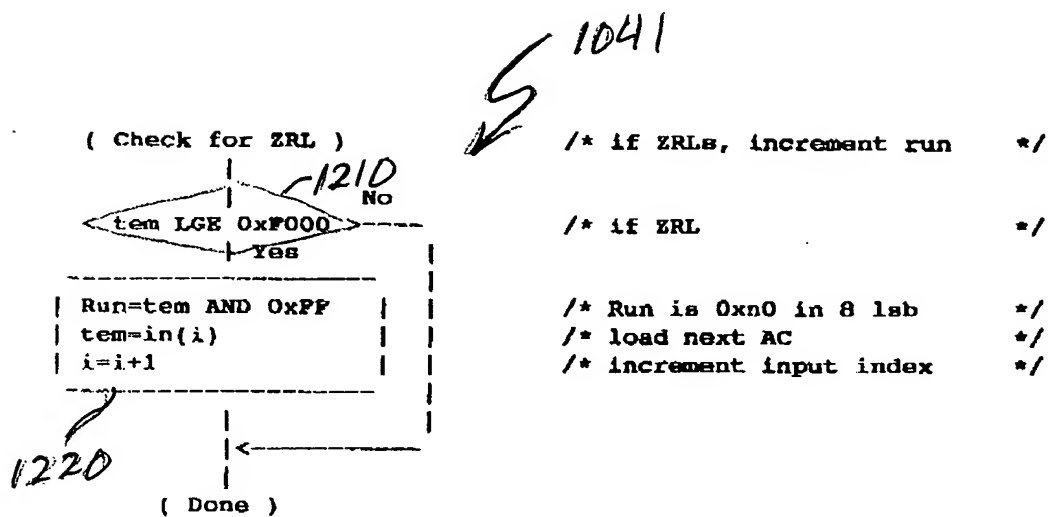 1041
( Check for ZRL ) /* if ZRLs, increment run */
1210
No
tem LGE 0xF000 /* if ZRL */
Yes
Run=tem AND 0xFF /* Run is 0xn0 in 8 lsb */
tem=in(i) /* load next AC */
i=i+1 /* increment input index */
1220
( Done )